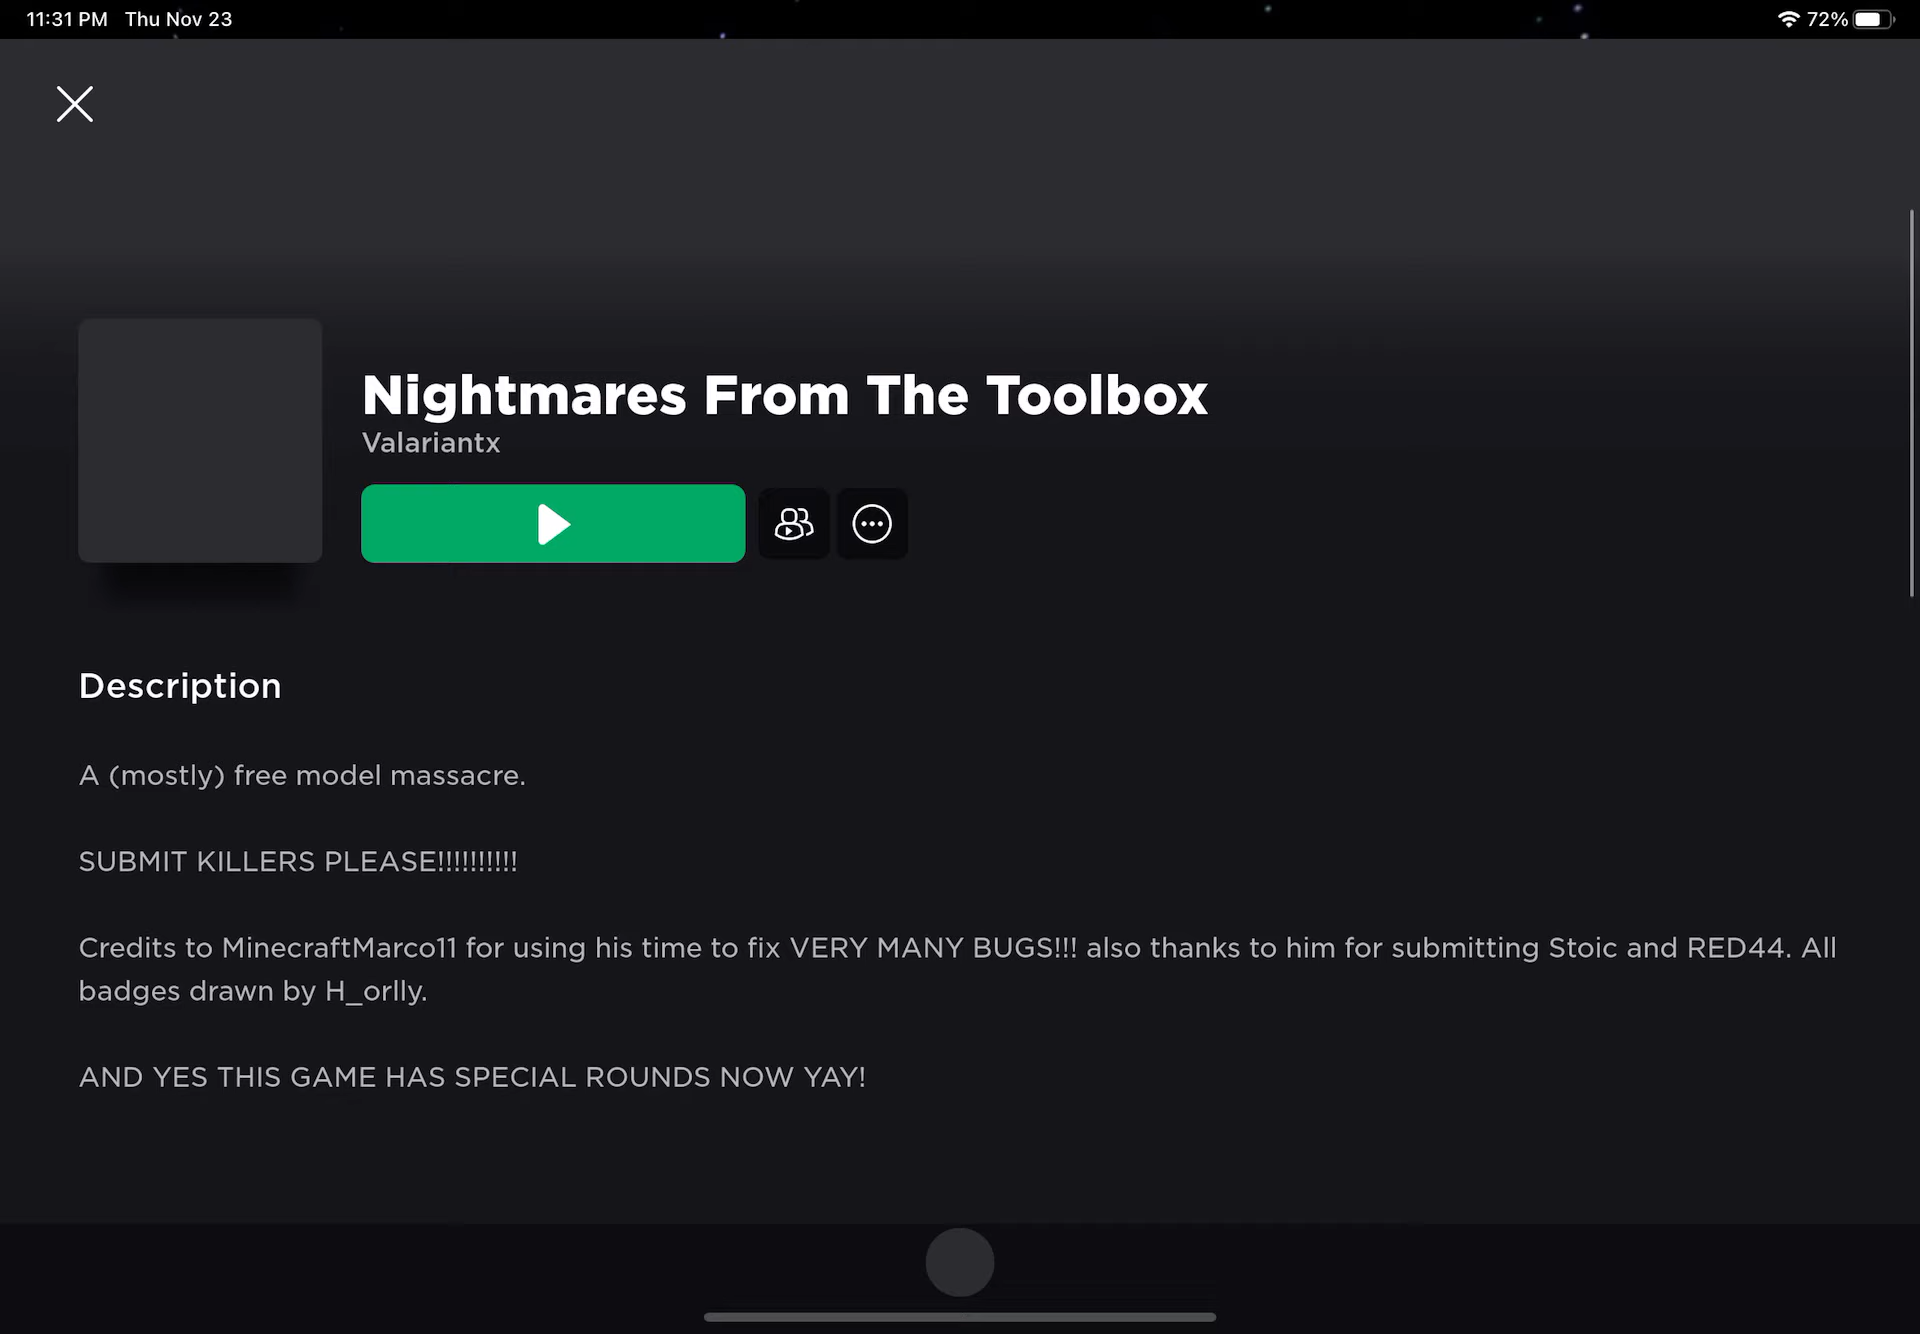 11:31 PM Thu Nov 23
72%
Nightmares From The Toolbox
Valariantx
Description
A (mostly) free model massacre.
SUBMIT KILLERS PLEASE!!!!!!!!!!
Credits to MinecraftMarco11 for using his time to fix VERY MANY BUGS!!! also thanks to him for submitting Stoic and RED44. All
badges drawn by H_orlly.
AND YES THIS GAME HAS SPECIAL ROUNDS NOW YAY!